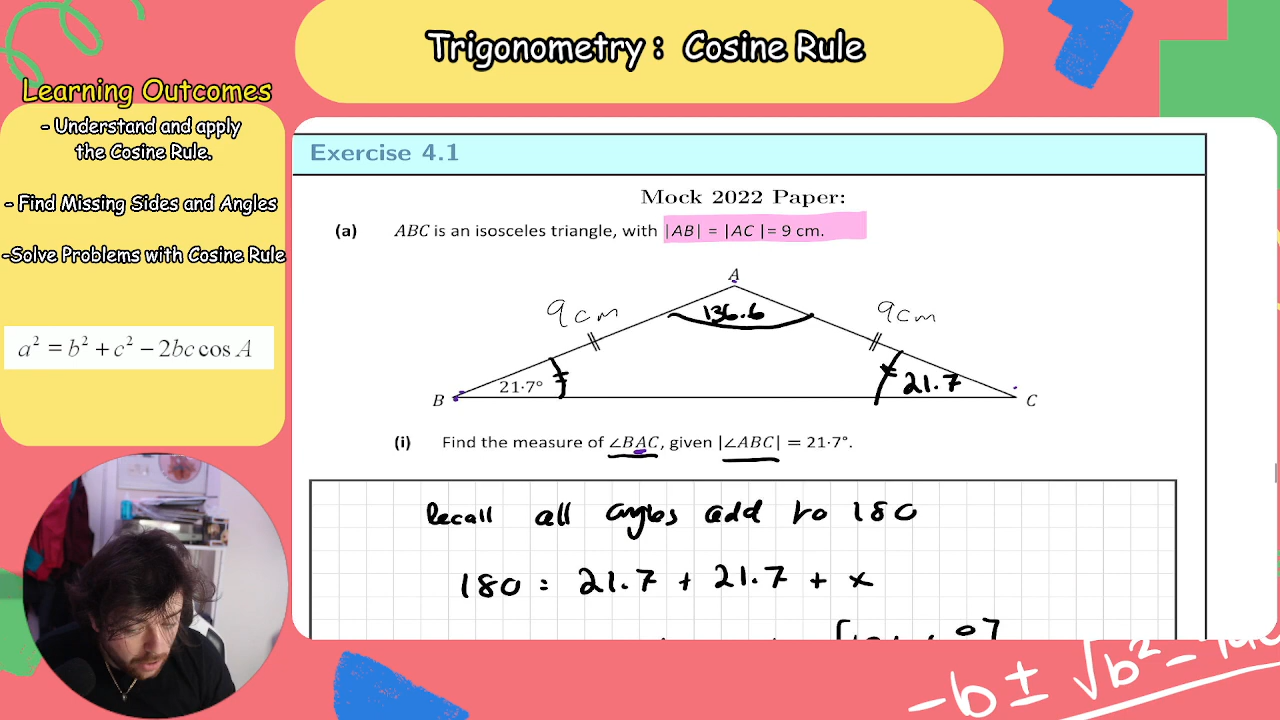 Trigonometry : Cosine Rule
Learning Outcomes
- Understand and apply
the Cosine Rule.
- Find Missing Sides and Angles
-Solve Problems with Cosine Rule
a² = b² + c² − 2bc cos A
Exercise 4.1
Mock 2022 Paper:
(a) ABC is an isosceles triangle, with |AB| = |AC |= 9 cm.
A
9cm
136.6
9cm
B
21·7°
21.7
C
(i) Find the measure of ∠BAC, given |∠ABC| = 21·7°.
Recall all angles add to 180
180 = 21.7 + 21.7 + x
-b ± √b² -